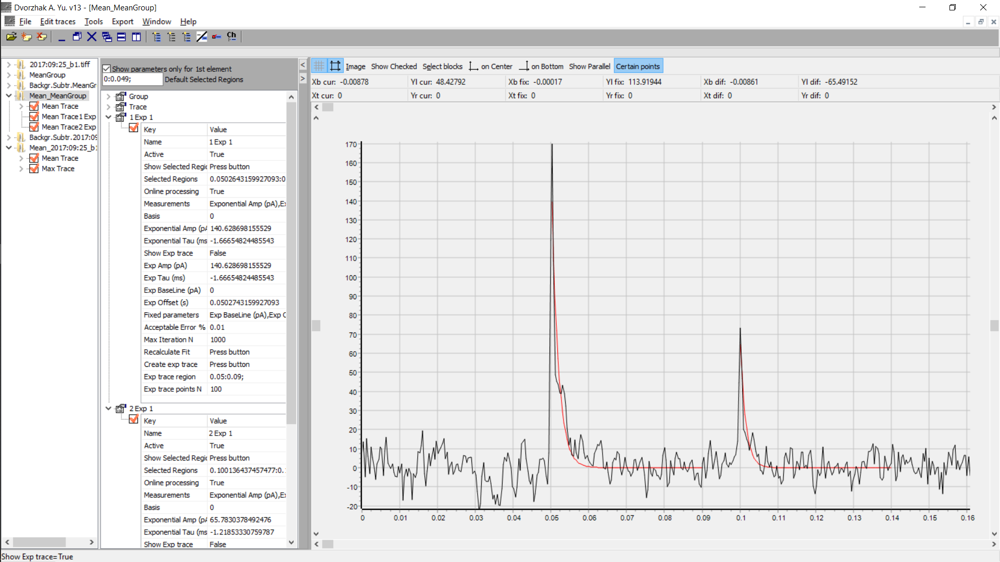 Dvorzhak A. Yu. v13 - [Mean_MeanGroup]
File Edit traces Tools Export Window Help
Ch
2017:09:25_b1.tiff
MeanGroup
Backgr.Subtr.MeanGr
Mean_MeanGroup
Mean Trace
Mean Trace1 Exp
Mean Trace2 Exp
Backgr.Subtr.2017:09
Mean_2017:09:25_b1
Mean Trace
Max Trace
Show parameters only for 1st element
0:0.049; Default Selected Regions
Group
Trace
1 Exp 1
Key Value
Name 1 Exp 1
Active True
Show Selected Regic Press button
Selected Regions 0.0502643159927093:0
Online processing True
Measurements Exponential Amp (pA),Ex
Basis 0
Exponential Amp (pA 140.628698155529
Exponential Tau (ms -1.66654824485543
Show Exp trace False
Exp Amp (pA) 140.628698155529
Exp Tau (ms) -1.66654824485543
Exp BaseLine (pA) 0
Exp Offset (s) 0.0502743159927093
Fixed parameters Exp BaseLine (pA),Exp O
Acceptable Error % 0.01
Max Iteration N 1000
Recalculate Fit Press button
Create exp trace Press button
Exp trace region 0.05:0.09;
Exp trace points N 100
2 Exp 1
Key Value
Name 2 Exp 1
Active True
Show Selected Regic Press button
Selected Regions 0.100136437457477:0.
Online processing True
Measurements Exponential Amp (pA),Ex
Basis 0
Exponential Amp (pA 65.7830378492476
Exponential Tau (ms -1.21853330759787
Show Exp trace False
< >
Image Show Checked Select blocks on Center on Bottom Show Parallel Certain points
Xb cur: -0.00878 Yl cur: 48.42792 Xb fix: -0.00017 Yl fix: 113.91944 Xb dif: -0.00861 Yl dif: -65.49152
Xt cur: 0 Yr cur: 0 Xt fix: 0 Yr fix: 0 Xt dif: 0 Yr dif: 0
170
160
150
140
130
120
110
100
90
80
70
60
50
40
30
20
10
0
-10
-20
0 0.01 0.02 0.03 0.04 0.05 0.06 0.07 0.08 0.09 0.1 0.11 0.12 0.13 0.14 0.15 0.16
Show Exp trace=True